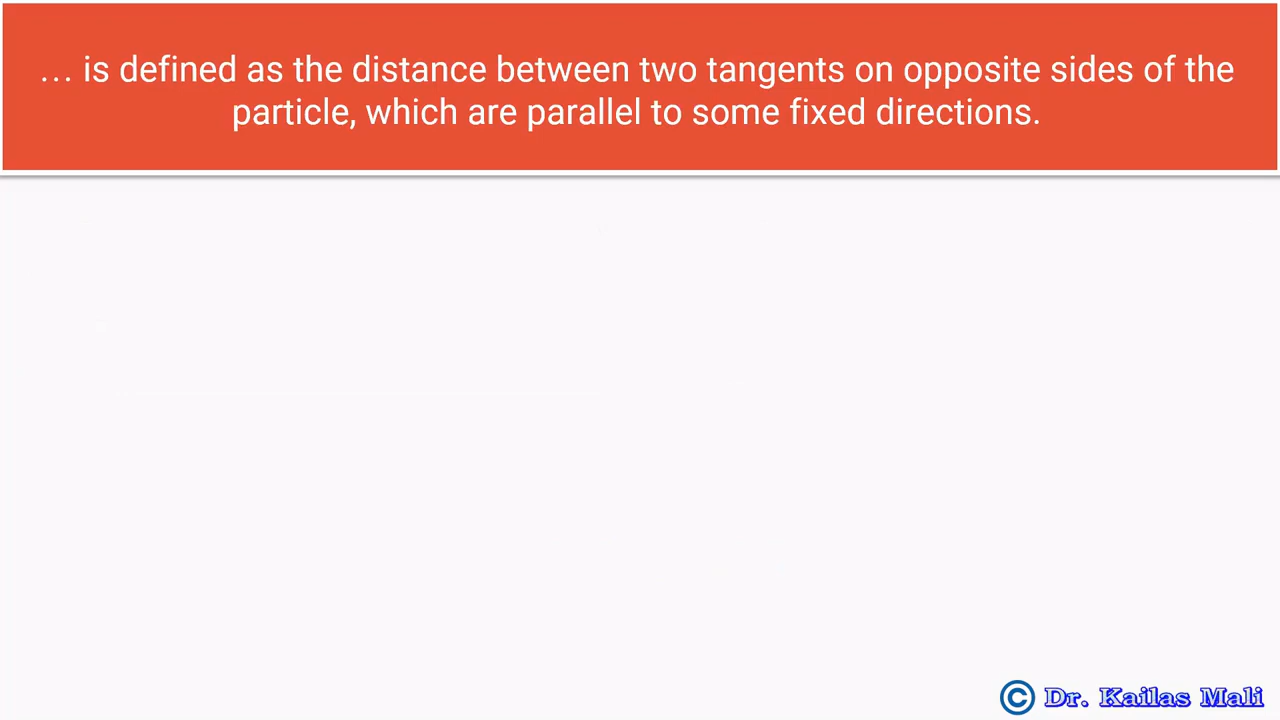 … is defined as the distance between two tangents on opposite sides of the
particle, which are parallel to some fixed directions.
© Dr. Kailas Mali